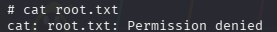 # cat root.txt
cat: root.txt: Permission denied